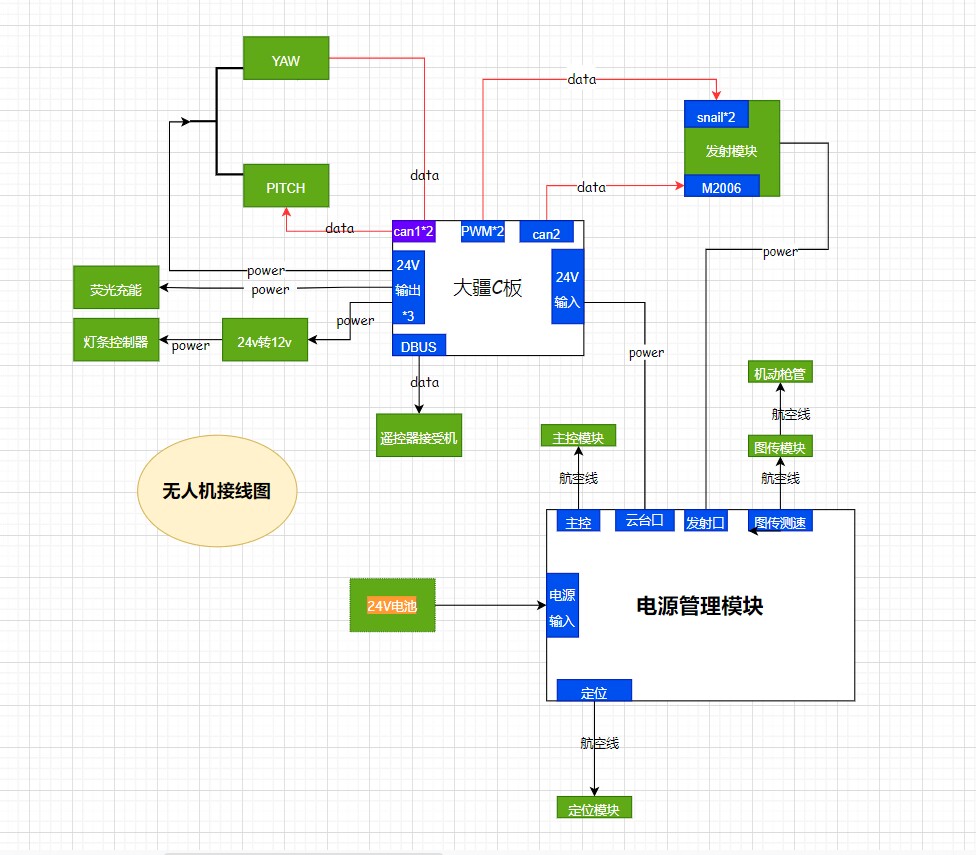 YAW
data
snail*2
发射模块
PITCH
data
data
M2006
data
can1*2
PWM*2
can2
power
24V
输出
*3
大疆C板
24V
输入
power
荧光充能
power
power
灯条控制器
power
24v转12v
DBUS
power
data
机动枪管
航空线
遥控器接受机
主控模块
图传模块
无人机接线图
航空线
航空线
主控
云台口
发射口
图传测速
24V电池
电源
输入
电源管理模块
定位
航空线
定位模块